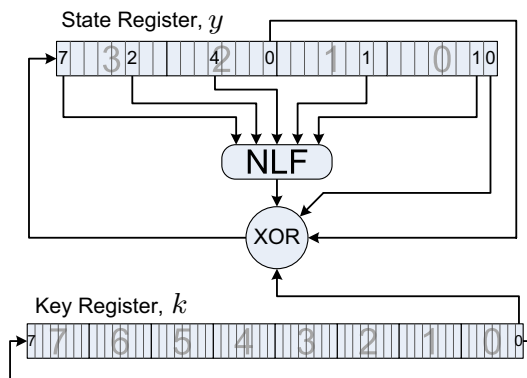 State Register, y
7 3 2 2 4 0 1 1 0 1 0
NLF
XOR
Key Register, k
7 7 6 5 4 3 2 1 0 0